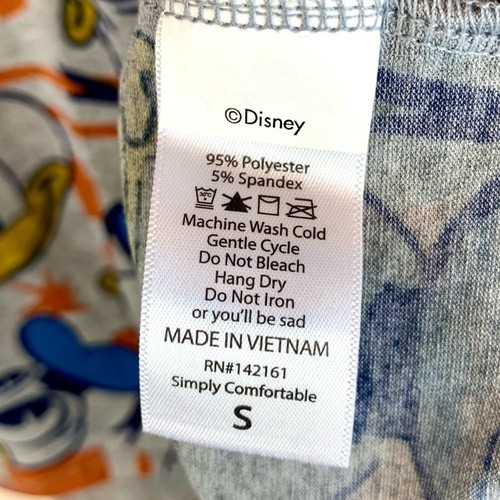 ©Disney
95% Polyester
5% Spandex
Machine Wash Cold
Gentle Cycle
Do Not Bleach
Hang Dry
Do Not Iron
or you'll be sad
MADE IN VIETNAM
RN#142161
Simply Comfortable
S